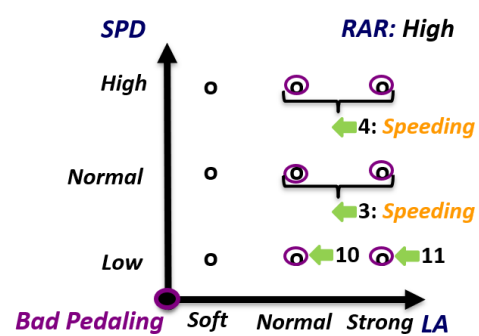 SPD RAR: High
High
4: Speeding
Normal
3: Speeding
Low 10 11
Bad Pedaling Soft Normal Strong LA